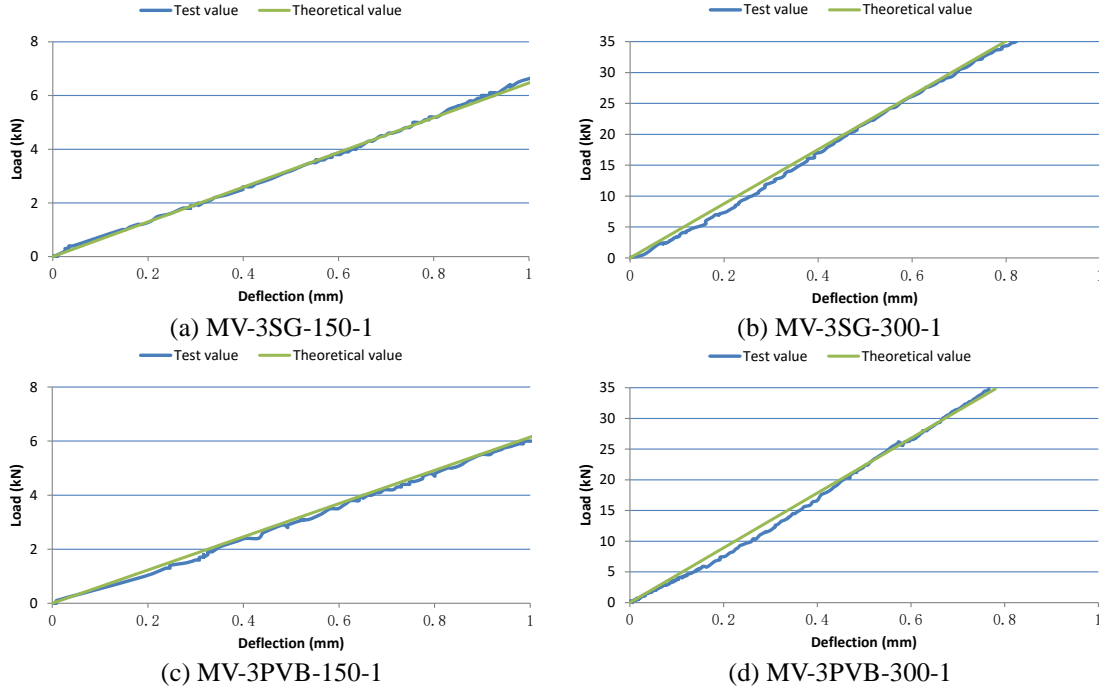 Test value Theoretical value
8
6
4
2
0
Load (kN)
0 0.2 0.4 0.6 0.8 1
Deflection (mm)
(a) MV-3SG-150-1
Test value Theoretical value
35
30
25
20
15
10
5
0
Load (kN)
0 0.2 0.4 0.6 0.8 1
Deflection (mm)
(b) MV-3SG-300-1
Test value Theoretical value
8
6
4
2
0
Load (kN)
0 0.2 0.4 0.6 0.8 1
Deflection (mm)
(c) MV-3PVB-150-1
Test value Theoretical value
35
30
25
20
15
10
5
0
Load (kN)
0 0.2 0.4 0.6 0.8 1
Deflection (mm)
(d) MV-3PVB-300-1